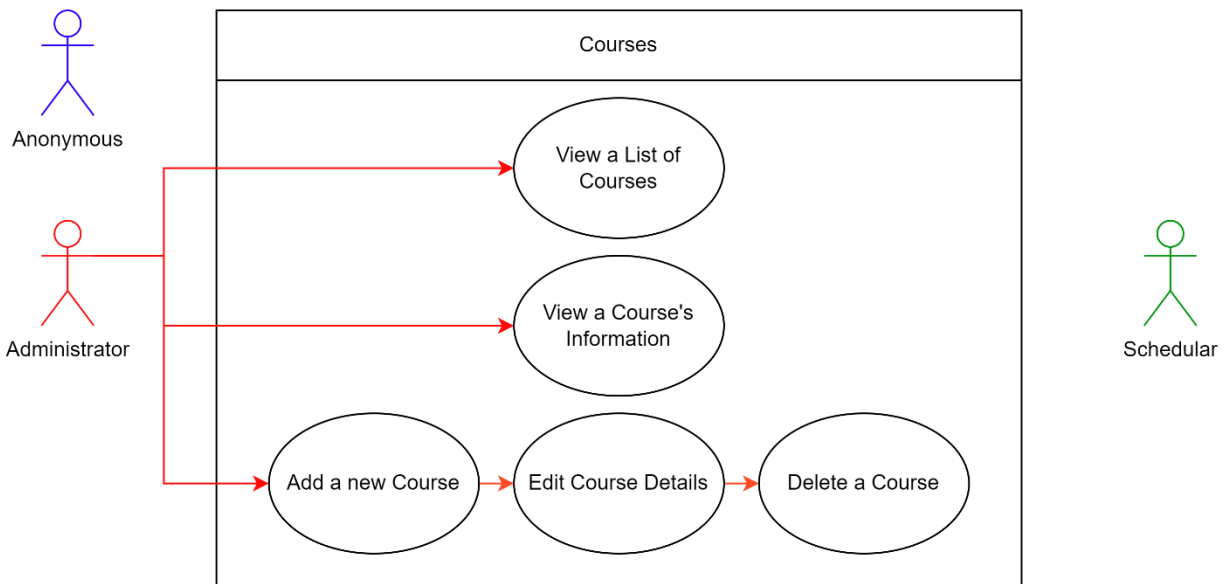 Courses
Anonymous
View a List of
Courses
Administrator
View a Course's
Information
Schedular
Add a new Course
Edit Course Details
Delete a Course